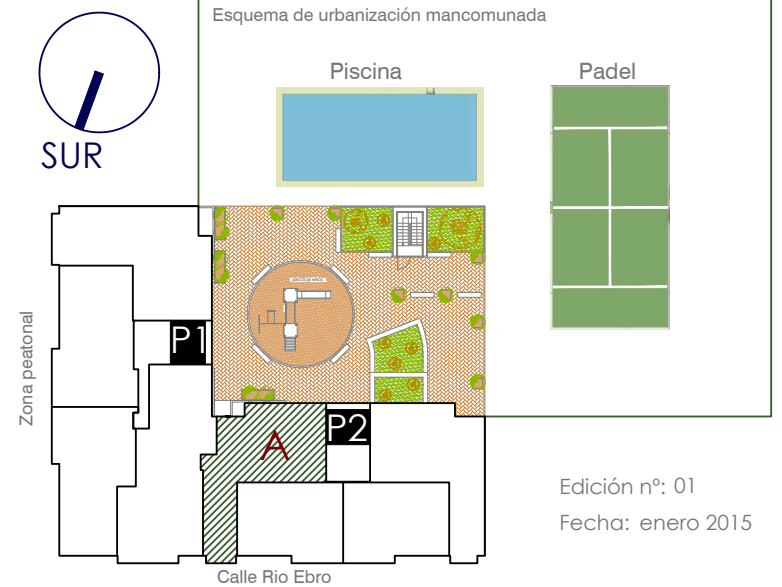 Esquema de urbanización mancomunada
Piscina
Padel
SUR
Zona peatonal
P1
P2
A
Edición nº: 01
Fecha: enero 2015
Calle Rio Ebro